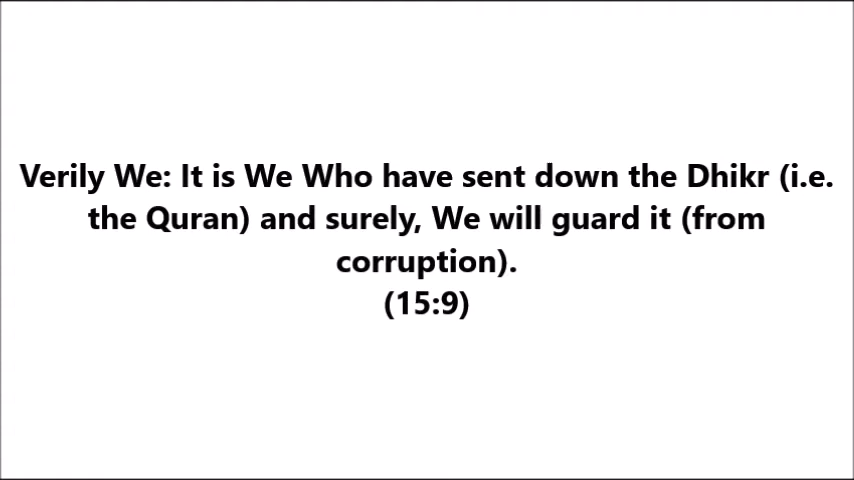 Verily We: It is We Who have sent down the Dhikr (i.e.
the Quran) and surely, We will guard it (from
corruption).
(15:9)